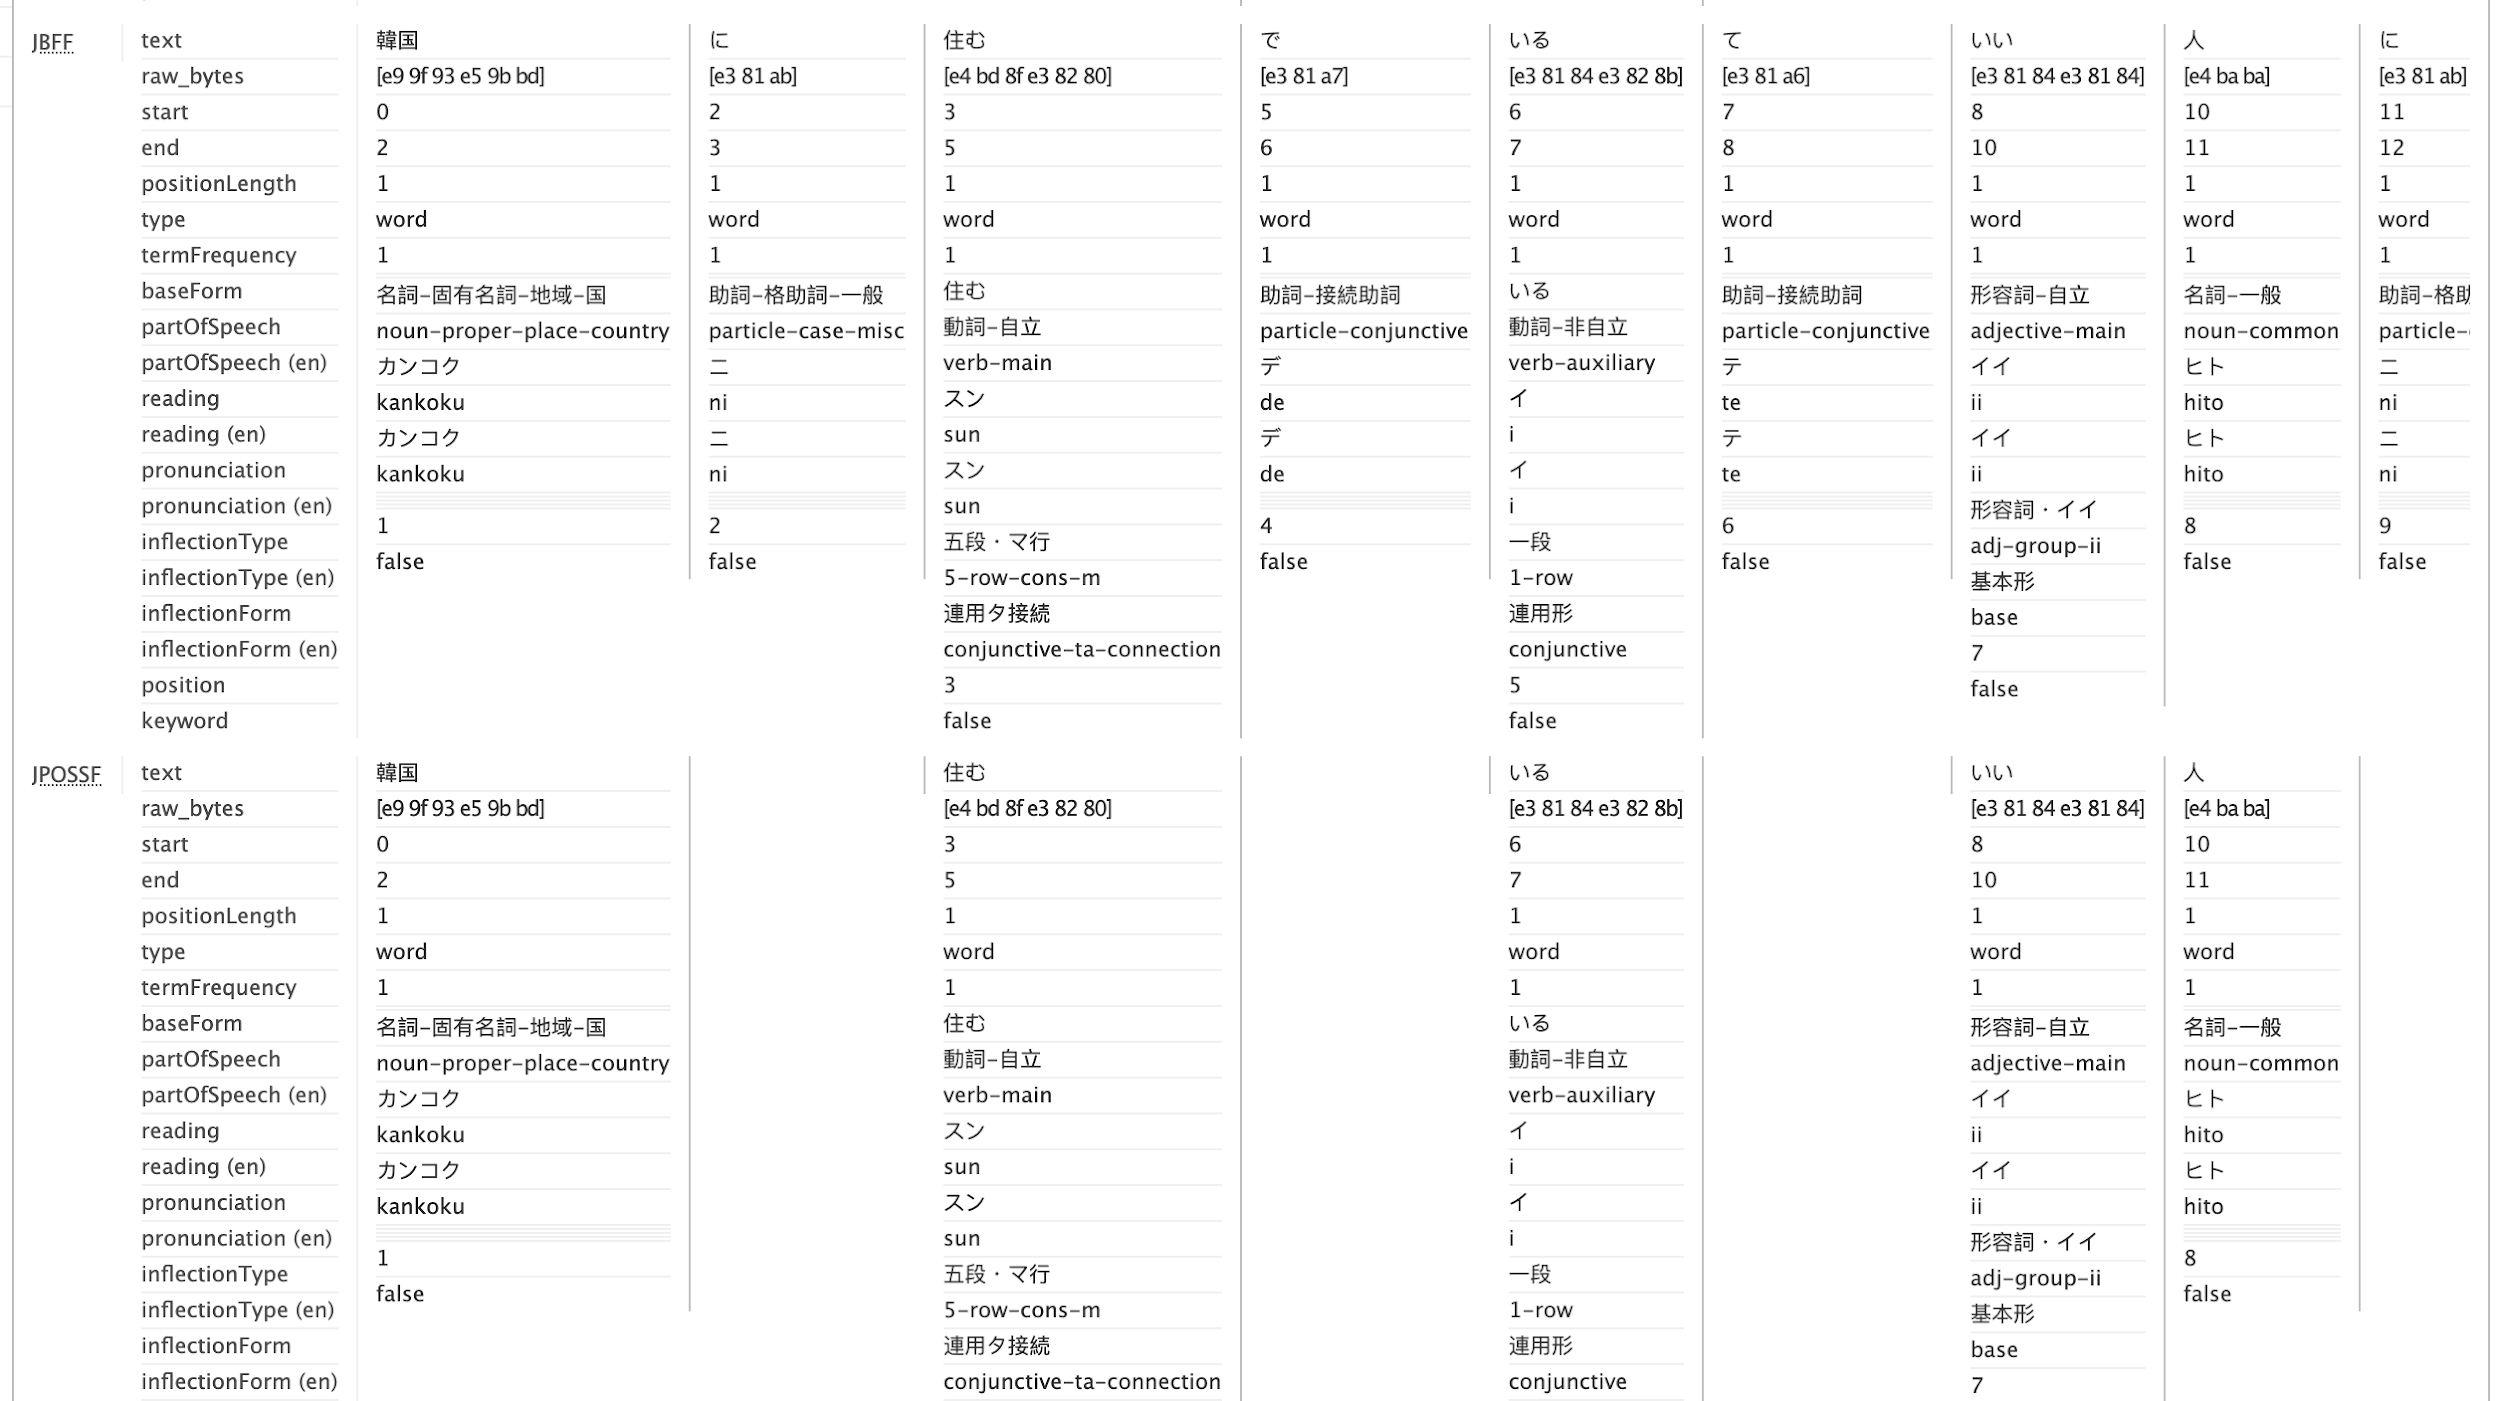 JBFF text 韓国 に 住む で いる て いい 人 に
raw_bytes [e9 9f 93 e5 9b bd] [e3 81 ab] [e4 bd 8f e3 82 80] [e3 81 a7] [e3 81 84 e3 82 8b] [e3 81 a6] [e3 81 84 e3 81 84] [e4 ba ba] [e3 81 ab]
start 0 2 3 5 6 7 8 10 11
end 2 3 5 6 7 8 10 11 12
positionLength 1 1 1 1 1 1 1 1 1
type word word word word word word word word word
termFrequency 1 1 1 1 1 1 1 1 1
baseForm 名詞-固有名詞-地域-国 助詞-格助詞-一般 住む 助詞-接続助詞 いる 助詞-接続助詞 形容詞-自立 名詞-一般 助詞-格助
partOfSpeech noun-proper-place-country particle-case-misc 動詞-自立 particle-conjunctive 動詞-非自立 particle-conjunctive adjective-main noun-common particle-
partOfSpeech (en) カンコク ニ verb-main デ verb-auxiliary テ イイ ヒト ニ
reading kankoku ni スン de イ te ii hito ni
reading (en) カンコク ニ sun デ i テ イイ ヒト ニ
pronunciation kankoku ni スン de イ te ii hito ni
pronunciation (en) sun i 形容詞・イイ
1 2 4 6 8 9
inflectionType 五段・マ行 一段 adj-group-ii
false false false false false false
inflectionType (en) 5-row-cons-m 1-row 基本形
inflectionForm 連用タ接続 連用形 base
inflectionForm (en) conjunctive-ta-connection conjunctive 7
position 3 5 false
keyword false false
JPOSSF text 韓国 住む いる いい 人
raw_bytes [e9 9f 93 e5 9b bd] [e4 bd 8f e3 82 80] [e3 81 84 e3 82 8b] [e3 81 84 e3 81 84] [e4 ba ba]
start 0 3 6 8 10
end 2 5 7 10 11
positionLength 1 1 1 1 1
type word word word word word
termFrequency 1 1 1 1 1
baseForm 名詞-固有名詞-地域-国 住む いる 形容詞-自立 名詞-一般
partOfSpeech noun-proper-place-country 動詞-自立 動詞-非自立 adjective-main noun-common
partOfSpeech (en) カンコク verb-main verb-auxiliary イイ ヒト
reading kankoku スン イ ii hito
reading (en) カンコク sun i イイ ヒト
pronunciation kankoku スン イ ii hito
pronunciation (en) sun i 形容詞・イイ
1 8
inflectionType 五段・マ行 一段 adj-group-ii
false false
inflectionType (en) 5-row-cons-m 1-row 基本形
inflectionForm 連用タ接続 連用形 base
inflectionForm (en) conjunctive-ta-connection conjunctive 7